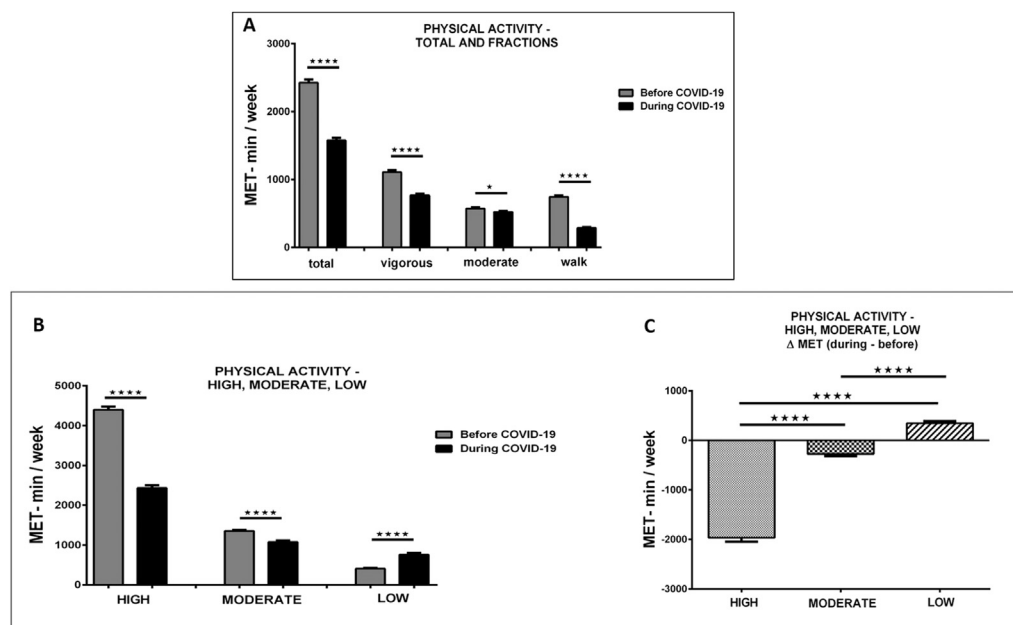 A
PHYSICAL ACTIVITY -
TOTAL AND FRACTIONS
3000
2000
1000
0
MET- min / week
★★★★
★★★★
★
★★★★
Before COVID-19
During COVID-19
total
vigorous
moderate
walk
B
PHYSICAL ACTIVITY -
HIGH, MODERATE, LOW
5000
4000
3000
2000
1000
0
MET- min / week
★★★★
★★★★
★★★★
Before COVID-19
During COVID-19
HIGH
MODERATE
LOW
C
PHYSICAL ACTIVITY -
HIGH, MODERATE, LOW
Δ MET (during - before)
★★★★
★★★★
★★★★
1000
0
-1000
-2000
-3000
MET- min / week
HIGH
MODERATE
LOW